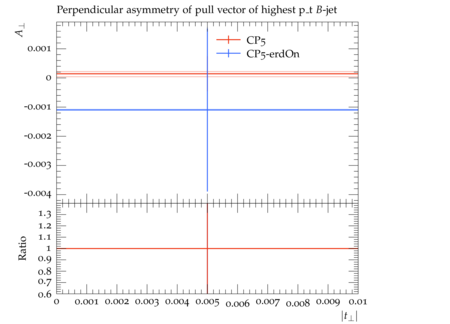 Perpendicular asymmetry of pull vector of highest p_t B-jet
A⊥
CP5
CP5-erdOn
0.001
0
-0.001
-0.002
-0.003
-0.004
Ratio
1.3
1.2
1.1
1
0.9
0.8
0.7
0.6
0 0.001 0.002 0.003 0.004 0.005 0.006 0.007 0.008 0.009 0.01
|t⊥|